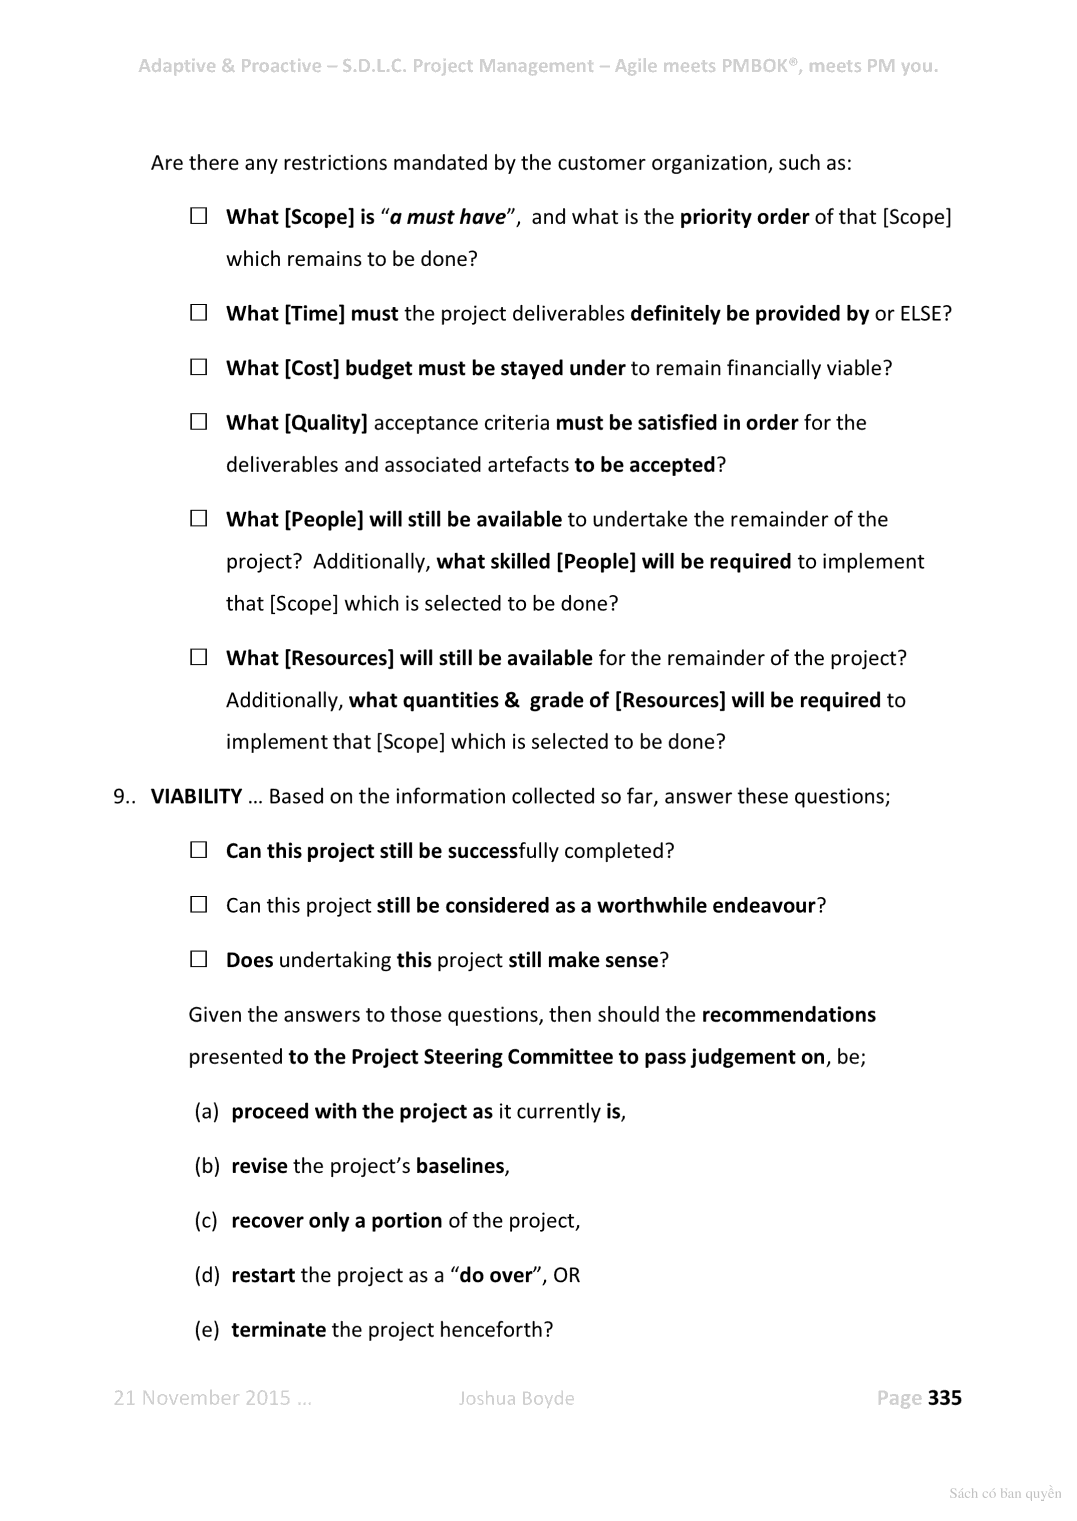 Adaptive & Proactive – S.D.L.C. Project Management – Agile meets PMBOK®, meets PM you.
Are there any restrictions mandated by the customer organization, such as:
☐ What [Scope] is “a must have”,  and what is the priority order of that [Scope]
which remains to be done?
☐ What [Time] must the project deliverables definitely be provided by or ELSE?
☐ What [Cost] budget must be stayed under to remain financially viable?
☐ What [Quality] acceptance criteria must be satisfied in order for the
deliverables and associated artefacts to be accepted?
☐ What [People] will still be available to undertake the remainder of the
project?  Additionally, what skilled [People] will be required to implement
that [Scope] which is selected to be done?
☐ What [Resources] will still be available for the remainder of the project?
Additionally, what quantities &  grade of [Resources] will be required to
implement that [Scope] which is selected to be done?
9.. VIABILITY … Based on the information collected so far, answer these questions;
☐ Can this project still be successfully completed?
☐ Can this project still be considered as a worthwhile endeavour?
☐ Does undertaking this project still make sense?
Given the answers to those questions, then should the recommendations
presented to the Project Steering Committee to pass judgement on, be;
(a) proceed with the project as it currently is,
(b) revise the project’s baselines,
(c) recover only a portion of the project,
(d) restart the project as a “do over”, OR
(e) terminate the project henceforth?
21 November 2015 … Joshua Boyde Page 335
Sách có bản quyền